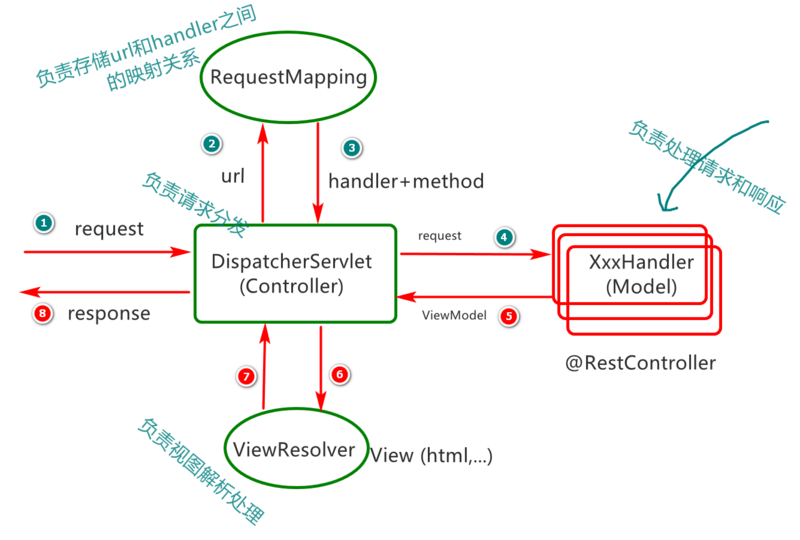 负责存储url和handler之间
的映射关系
RequestMapping
2
3
url
handler+method
负责处理请求和响应
负责请求分发
1
request
DispatcherServlet
(Controller)
request
4
XxxHandler
(Model)
8
response
ViewModel
5
@RestController
7
6
负责视图解析处理
ViewResolver
View (html,...)